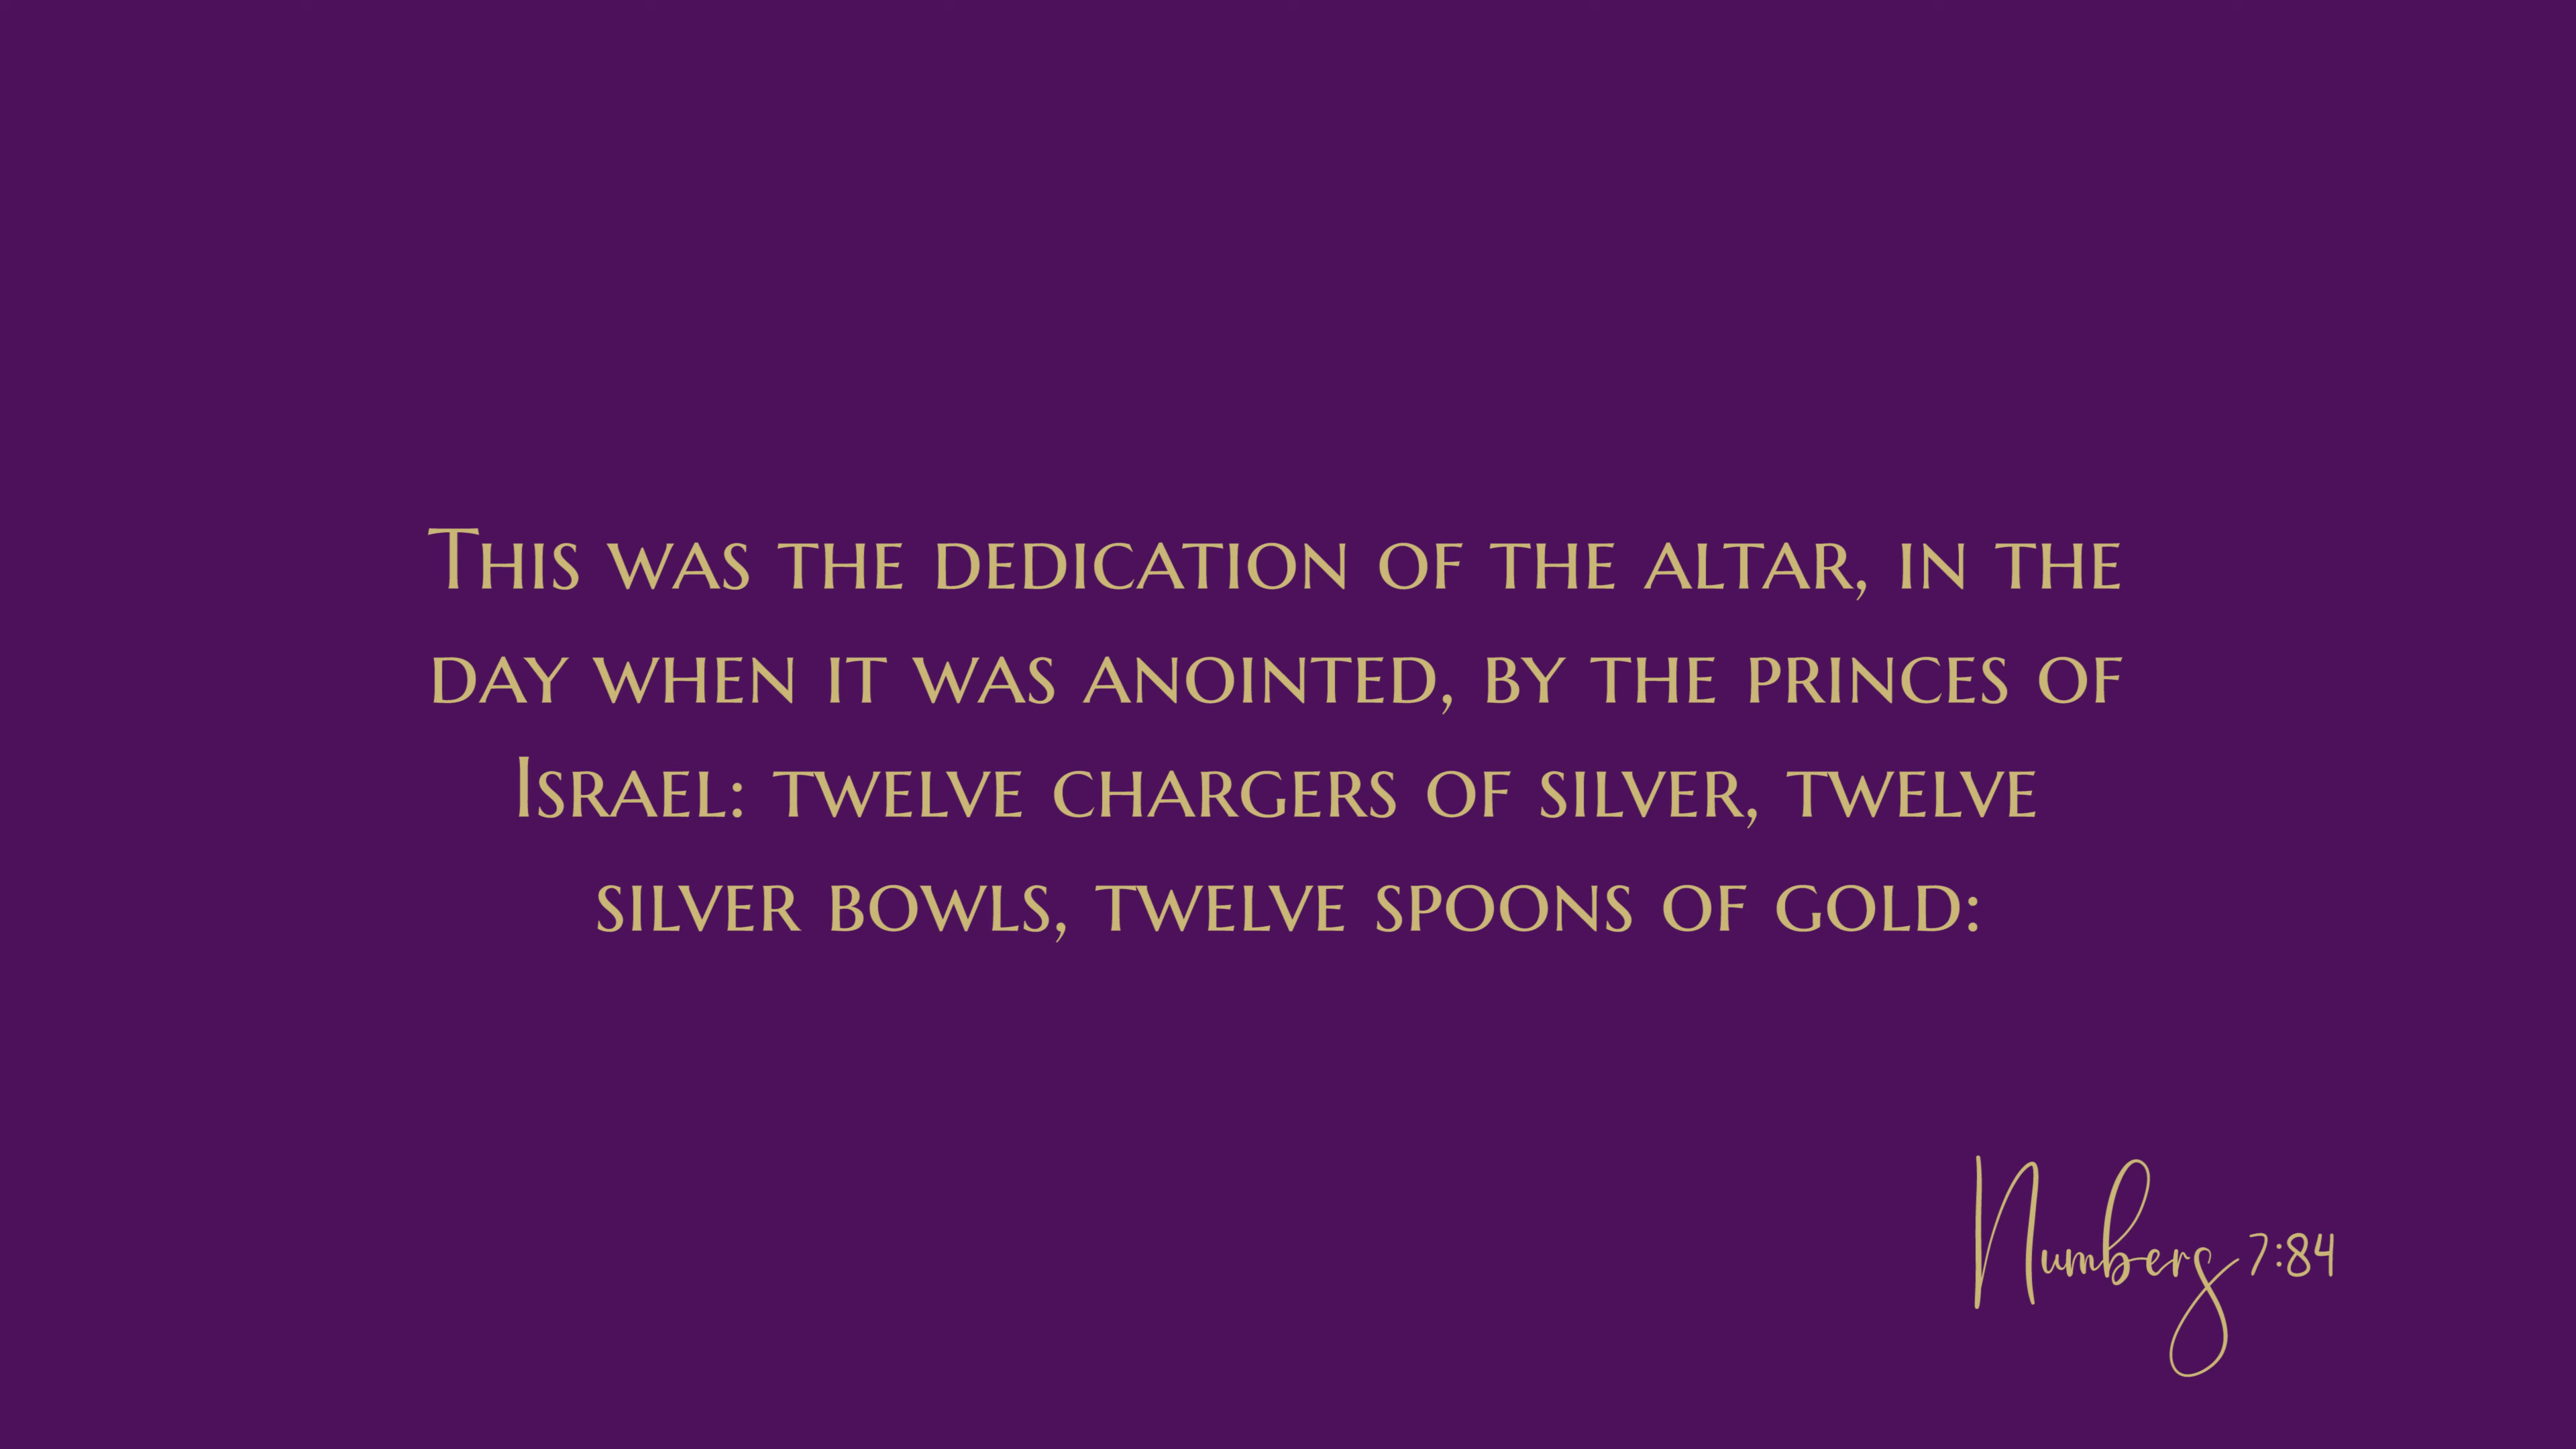 This was the dedication of the altar, in the
day when it was anointed, by the princes of
Israel: twelve chargers of silver, twelve
silver bowls, twelve spoons of gold:
Numbers 7:84